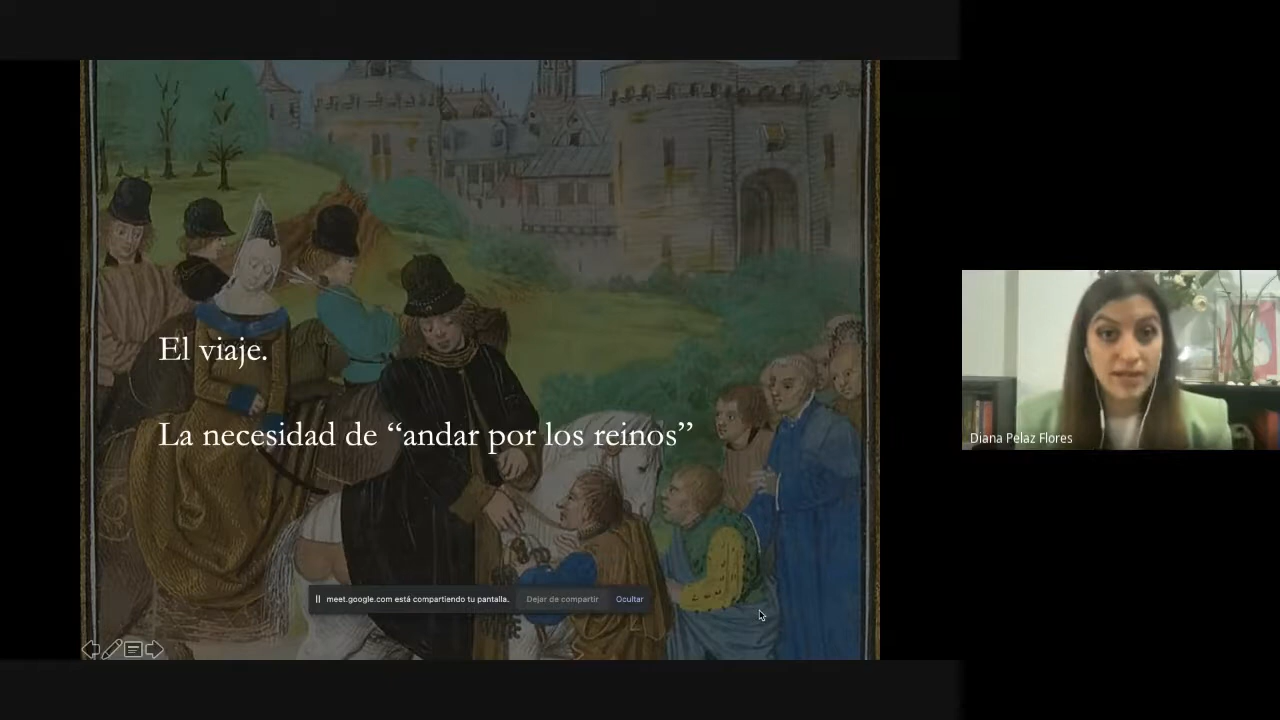 El viaje.
La necesidad de “andar por los reinos”
meet.google.com está compartiendo tu pantalla. Dejar de compartir Ocultar
Diana Pelaz Flores